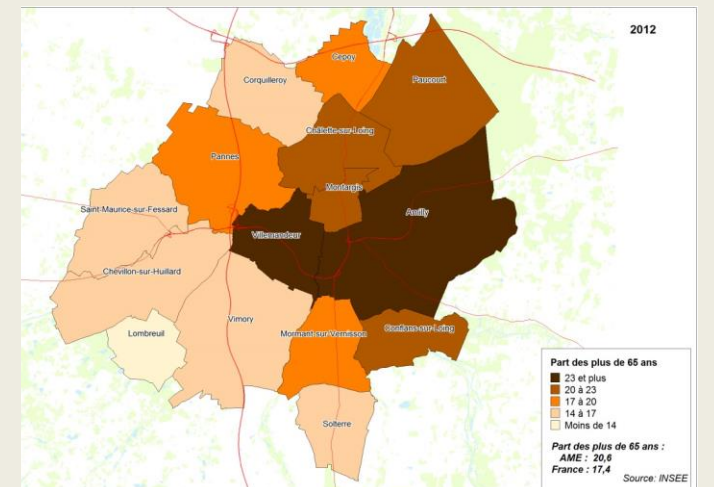 2012
Cepoy
Corquilleroy
Paucourt
Châlette-sur-Loing
Pannes
Montargis
Saint-Maurice-sur-Fessard
Amilly
Villemandeur
Chevillon-sur-Huillard
Vimory
Lombreuil
Mormant-sur-Vernisson
Conflans-sur-Loing
Solterre
Part des plus de 65 ans
23 et plus
20 à 23
17 à 20
14 à 17
Moins de 14
Part des plus de 65 ans :
AME : 20,6
France : 17,4
Source: INSEE